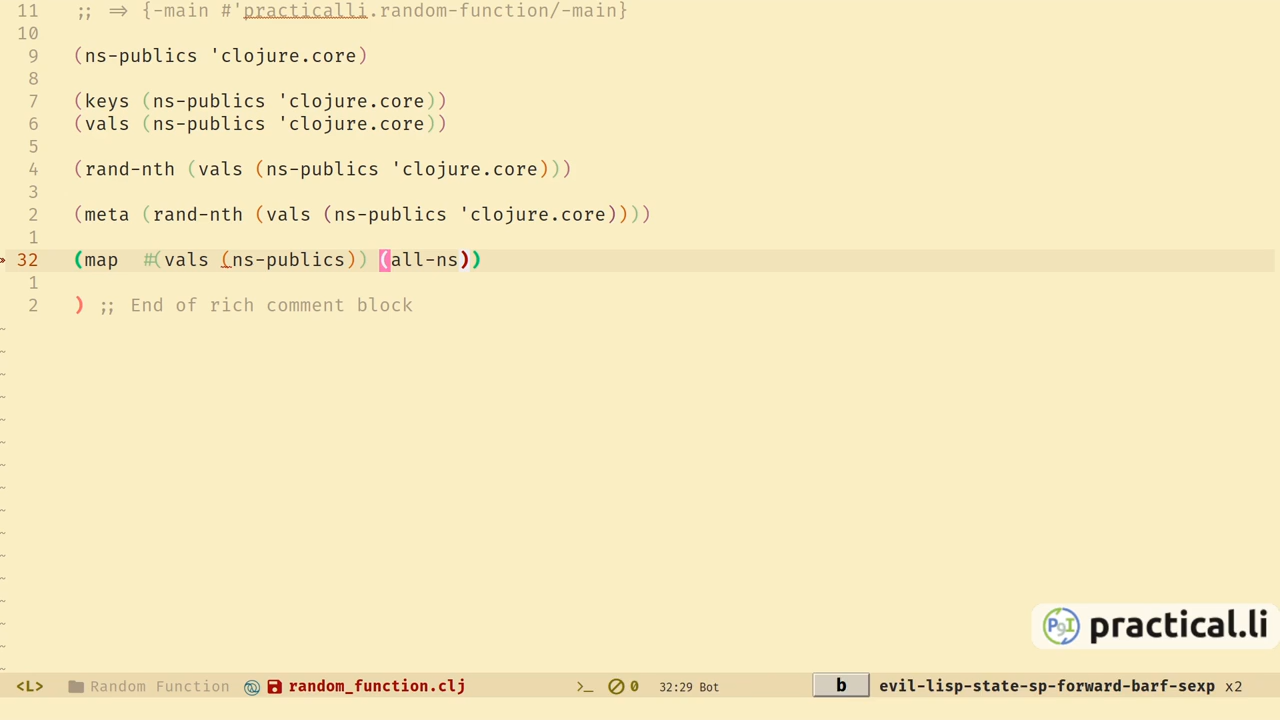 11 ;; => {-main #'practicalli.random-function/-main}
10
9 (ns-publics 'clojure.core)
8
7 (keys (ns-publics 'clojure.core))
6 (vals (ns-publics 'clojure.core))
5
4 (rand-nth (vals (ns-publics 'clojure.core)))
3
2 (meta (rand-nth (vals (ns-publics 'clojure.core))))
1
32 (map  #(vals (ns-publics)) (all-ns))
1
2 ) ;; End of rich comment block
practical.li
<L> Random Function random_function.clj >_ 0 32:29 Bot b evil-lisp-state-sp-forward-barf-sexp x2